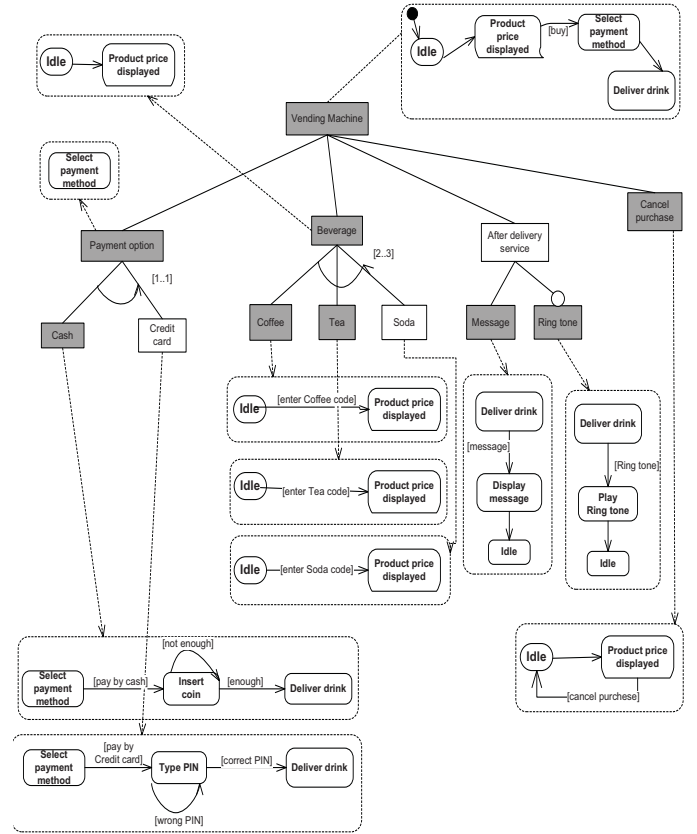 Idle
Product price
displayed
[buy]
Select
payment
method
Idle
Product
price
displayed
Deliver drink
Vending Machine
Select
payment
method
Payment option
Beverage
After delivery
service
Cancel
purchase
[1..1]
[2..3]
Cash
Credit
card
Coffee
Tea
Soda
Message
Ring tone
Idle
[enter Coffee code]
Product price
displayed
Idle
[enter Tea code]
Product price
displayed
Idle
[enter Soda code]
Product price
displayed
Deliver drink
[message]
Display
message
Idle
Deliver drink
[Ring tone]
Play
Ring tone
Idle
Idle
Product price
displayed
[cancel purchese]
[not enough]
Select
payment
method
[pay by cash]
Insert
coin
[enough]
Deliver drink
Select
payment
method
[pay by
Credit card]
Type PIN
[correct PIN]
Deliver drink
[wrong PIN]